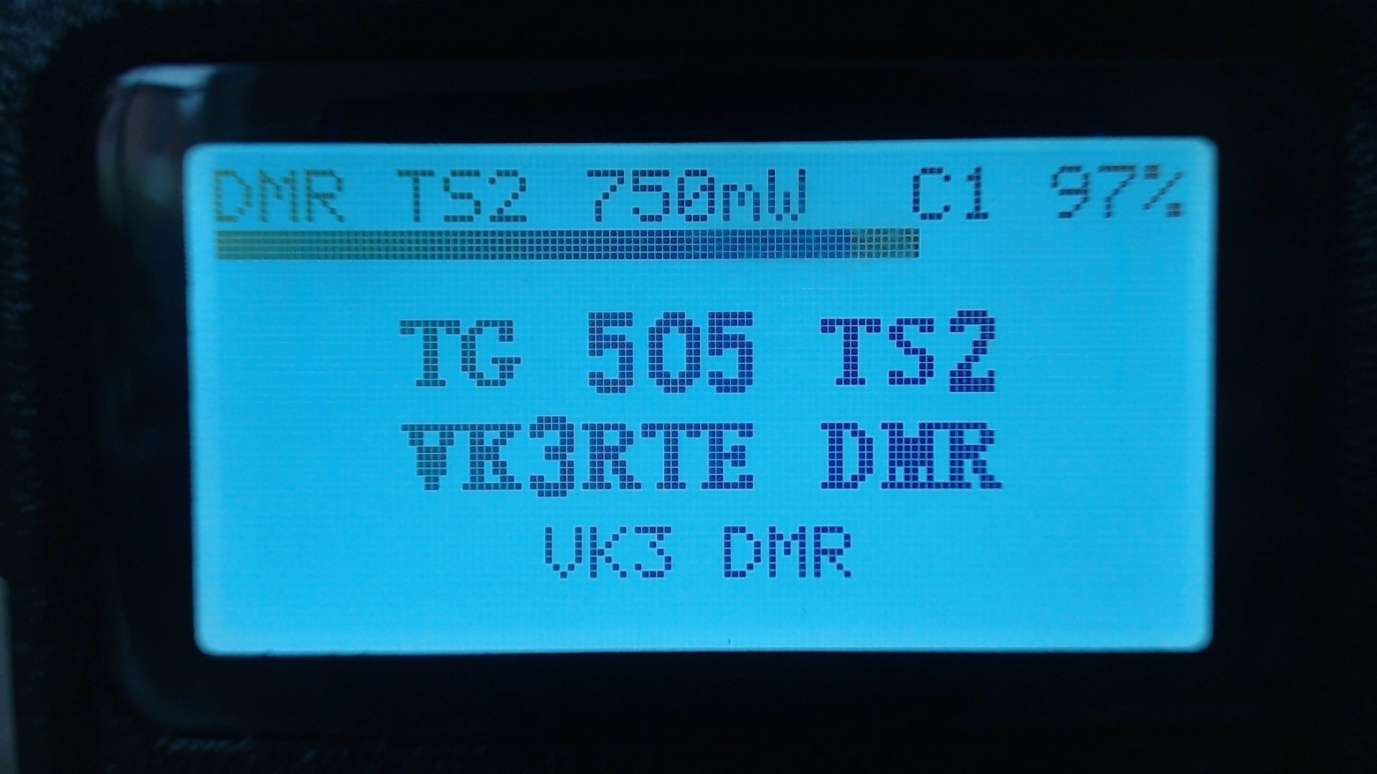 DMR TS2 750mW C1 97%
TG 505 TS2
VK3RTE DMR
VK3 DMR